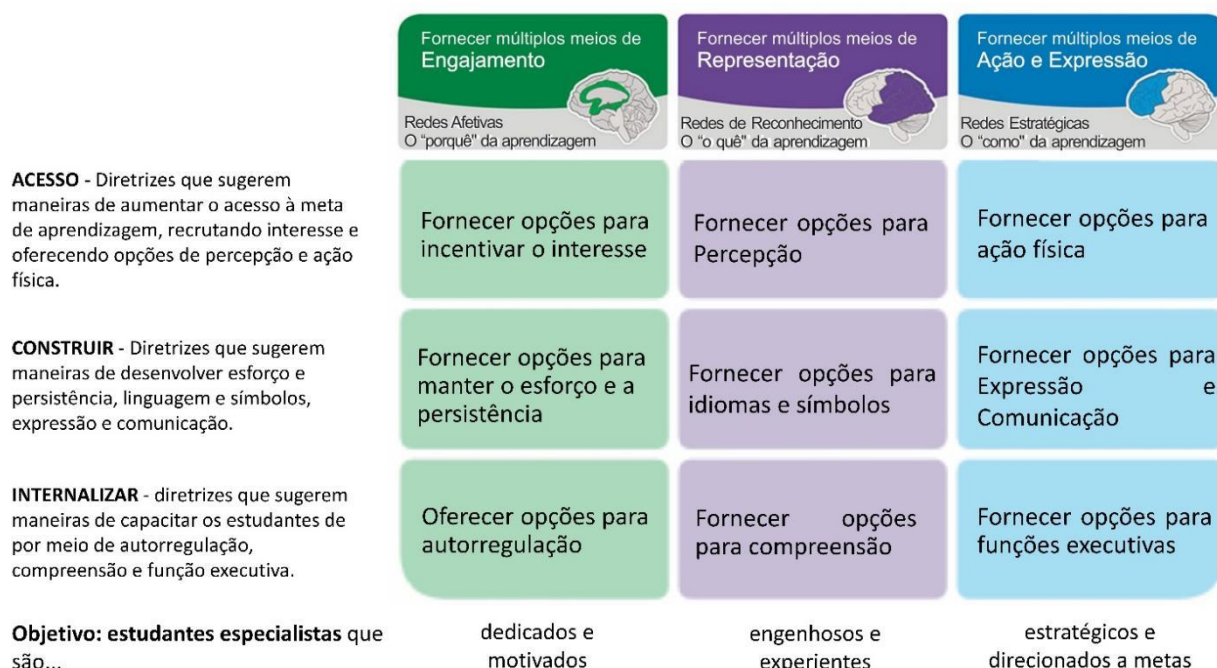 Fornecer múltiplos meios de
Engajamento
Redes Afetivas
O "porquê" da aprendizagem
Fornecer múltiplos meios de
Representação
Redes de Reconhecimento
O "o quê" da aprendizagem
Fornecer múltiplos meios de
Ação e Expressão
Redes Estratégicas
O "como" da aprendizagem
ACESSO - Diretrizes que sugerem
maneiras de aumentar o acesso à meta
de aprendizagem, recrutando interesse e
oferecendo opções de percepção e ação
física.
Fornecer opções para
incentivar o interesse
Fornecer opções para
Percepção
Fornecer opções para
ação física
CONSTRUIR - Diretrizes que sugerem
maneiras de desenvolver esforço e
persistência, linguagem e símbolos,
expressão e comunicação.
Fornecer opções para
manter o esforço e a
persistência
Fornecer opções para
idiomas e símbolos
Fornecer opções para
Expressão e
Comunicação
INTERNALIZAR - diretrizes que sugerem
maneiras de capacitar os estudantes de
por meio de autorregulação,
compreensão e função executiva.
Oferecer opções para
autorregulação
Fornecer opções
para compreensão
Fornecer opções para
funções executivas
Objetivo: estudantes especialistas que
são...
dedicados e
motivados
engenhosos e
experientes
estratégicos e
direcionados a metas